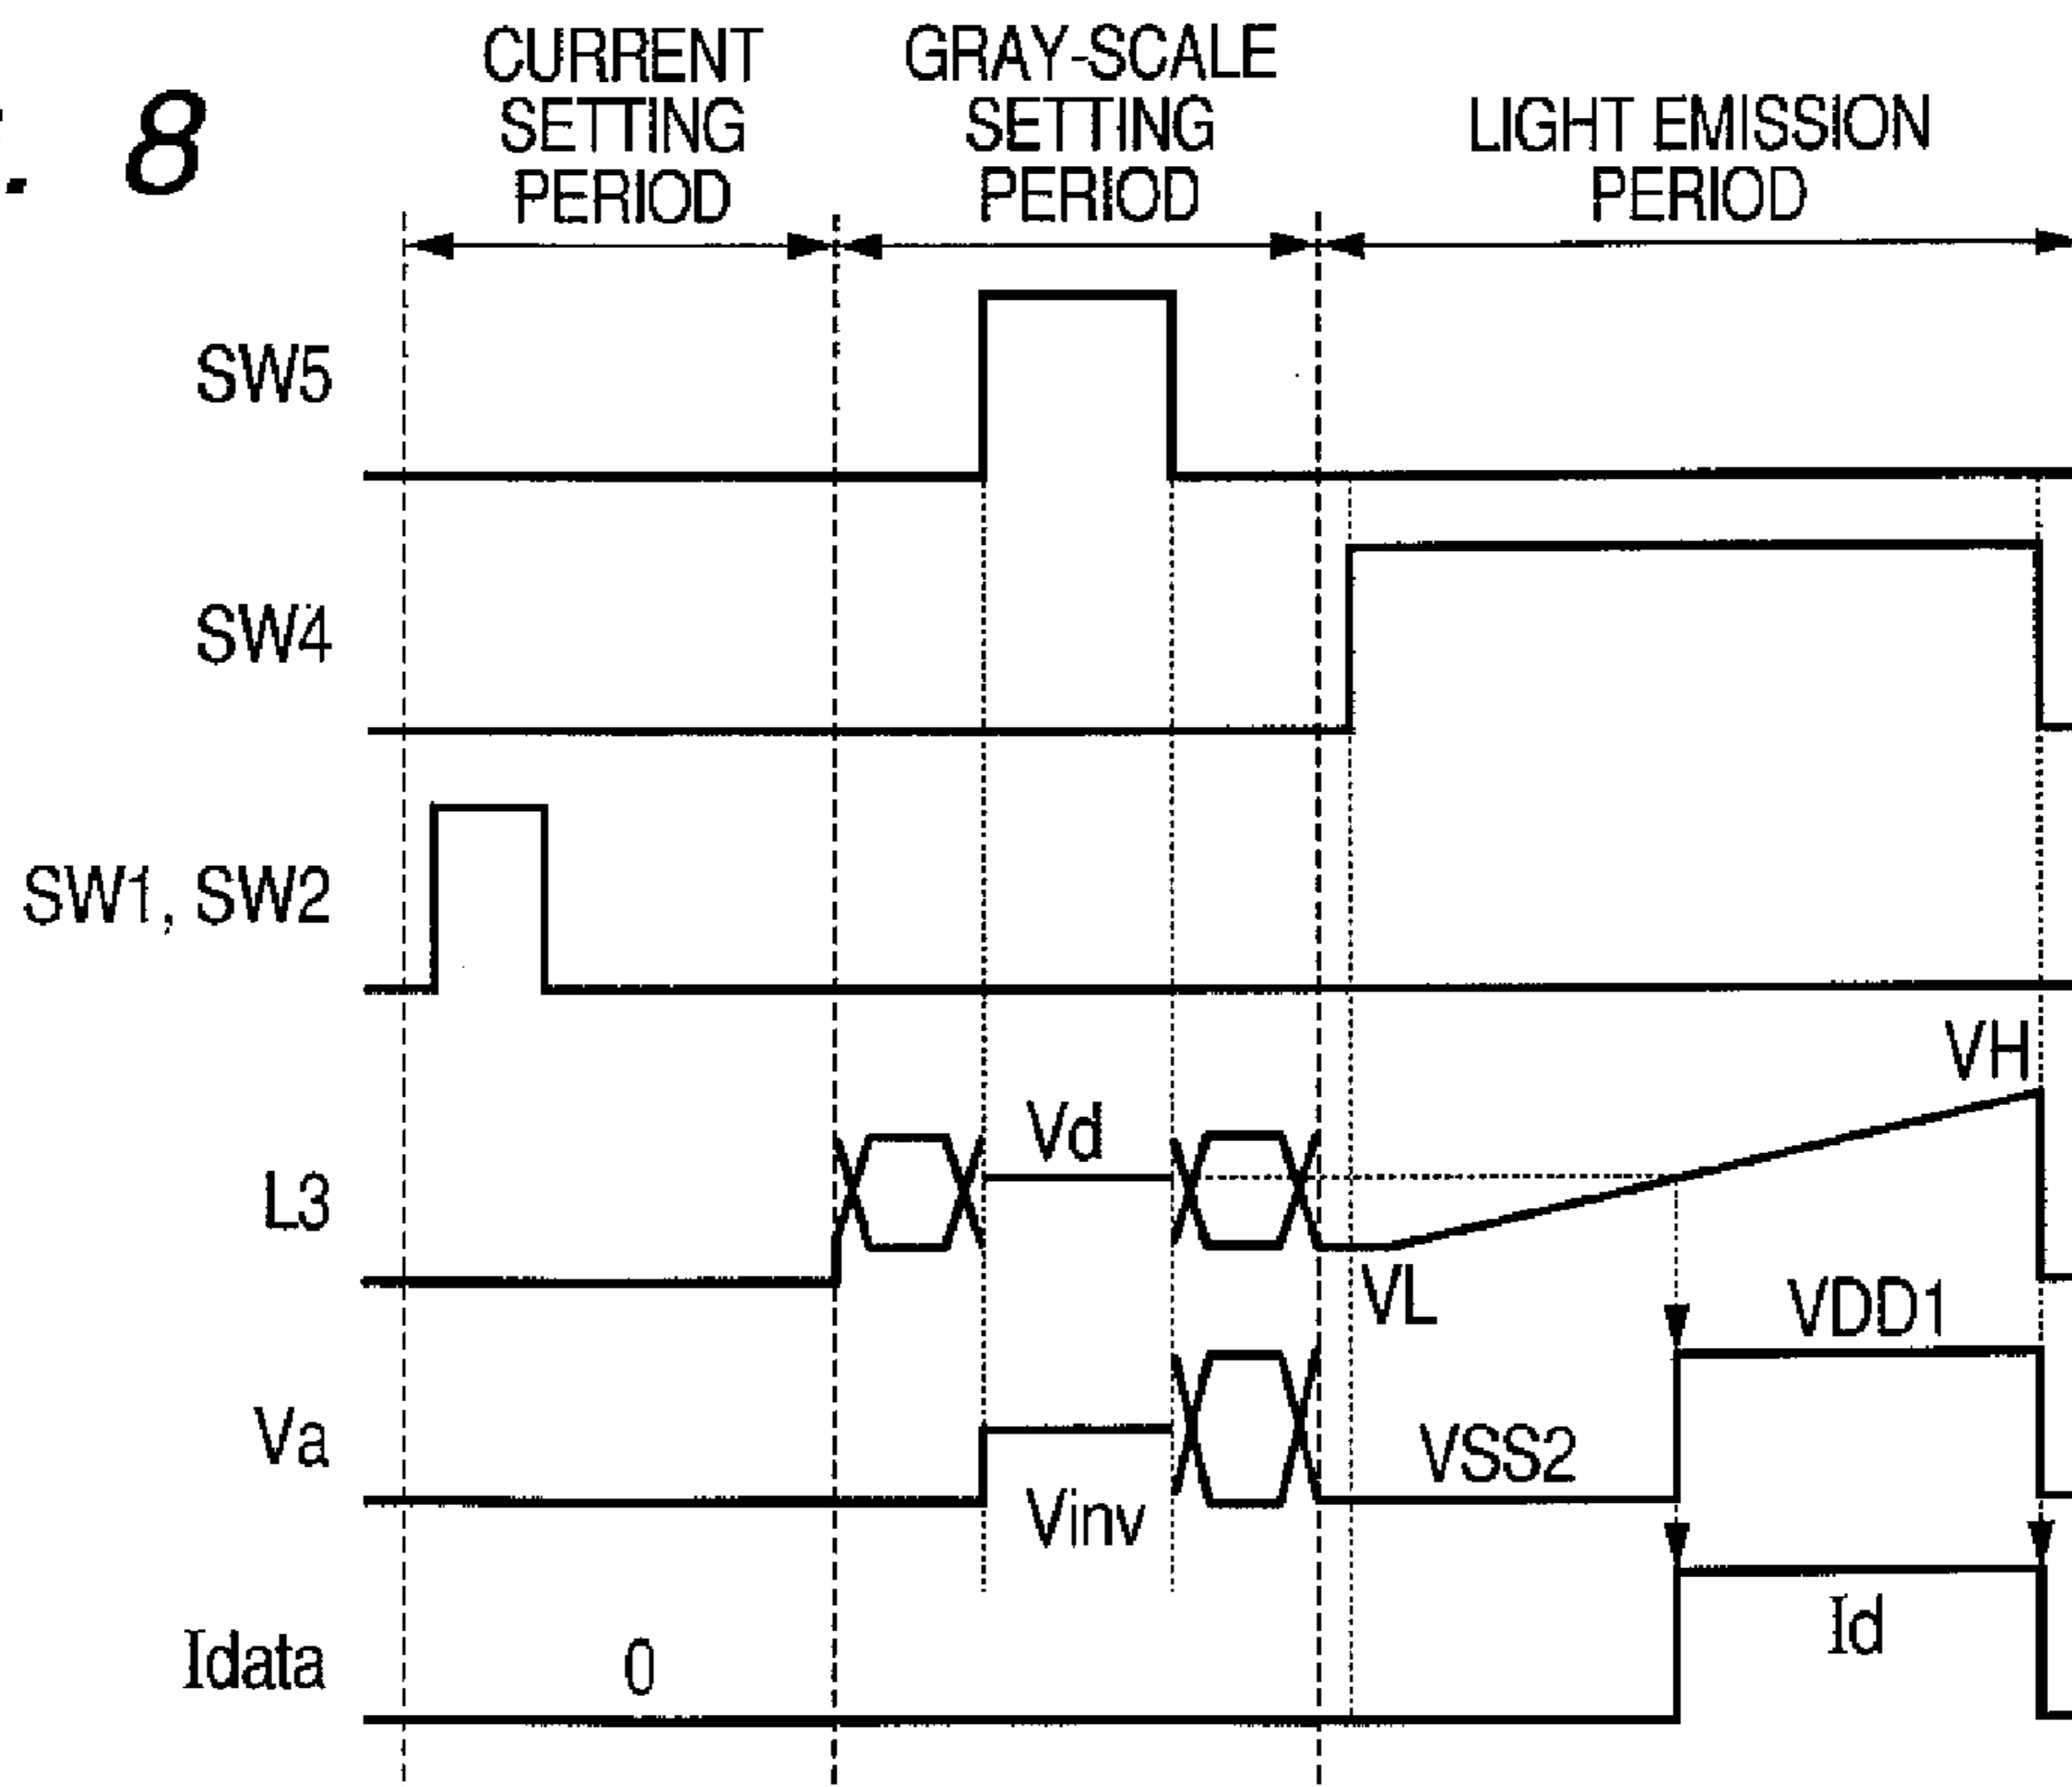 . 8
CURRENT
SETTING
PERIOD
GRAY-SCALE
SETTING
PERIOD
LIGHT EMISSION
PERIOD
SW5
SW4
SW1, SW2
L3
Vd
VL
VH
Va
Vinv
VSS2
VDD1
Idata
0
Id